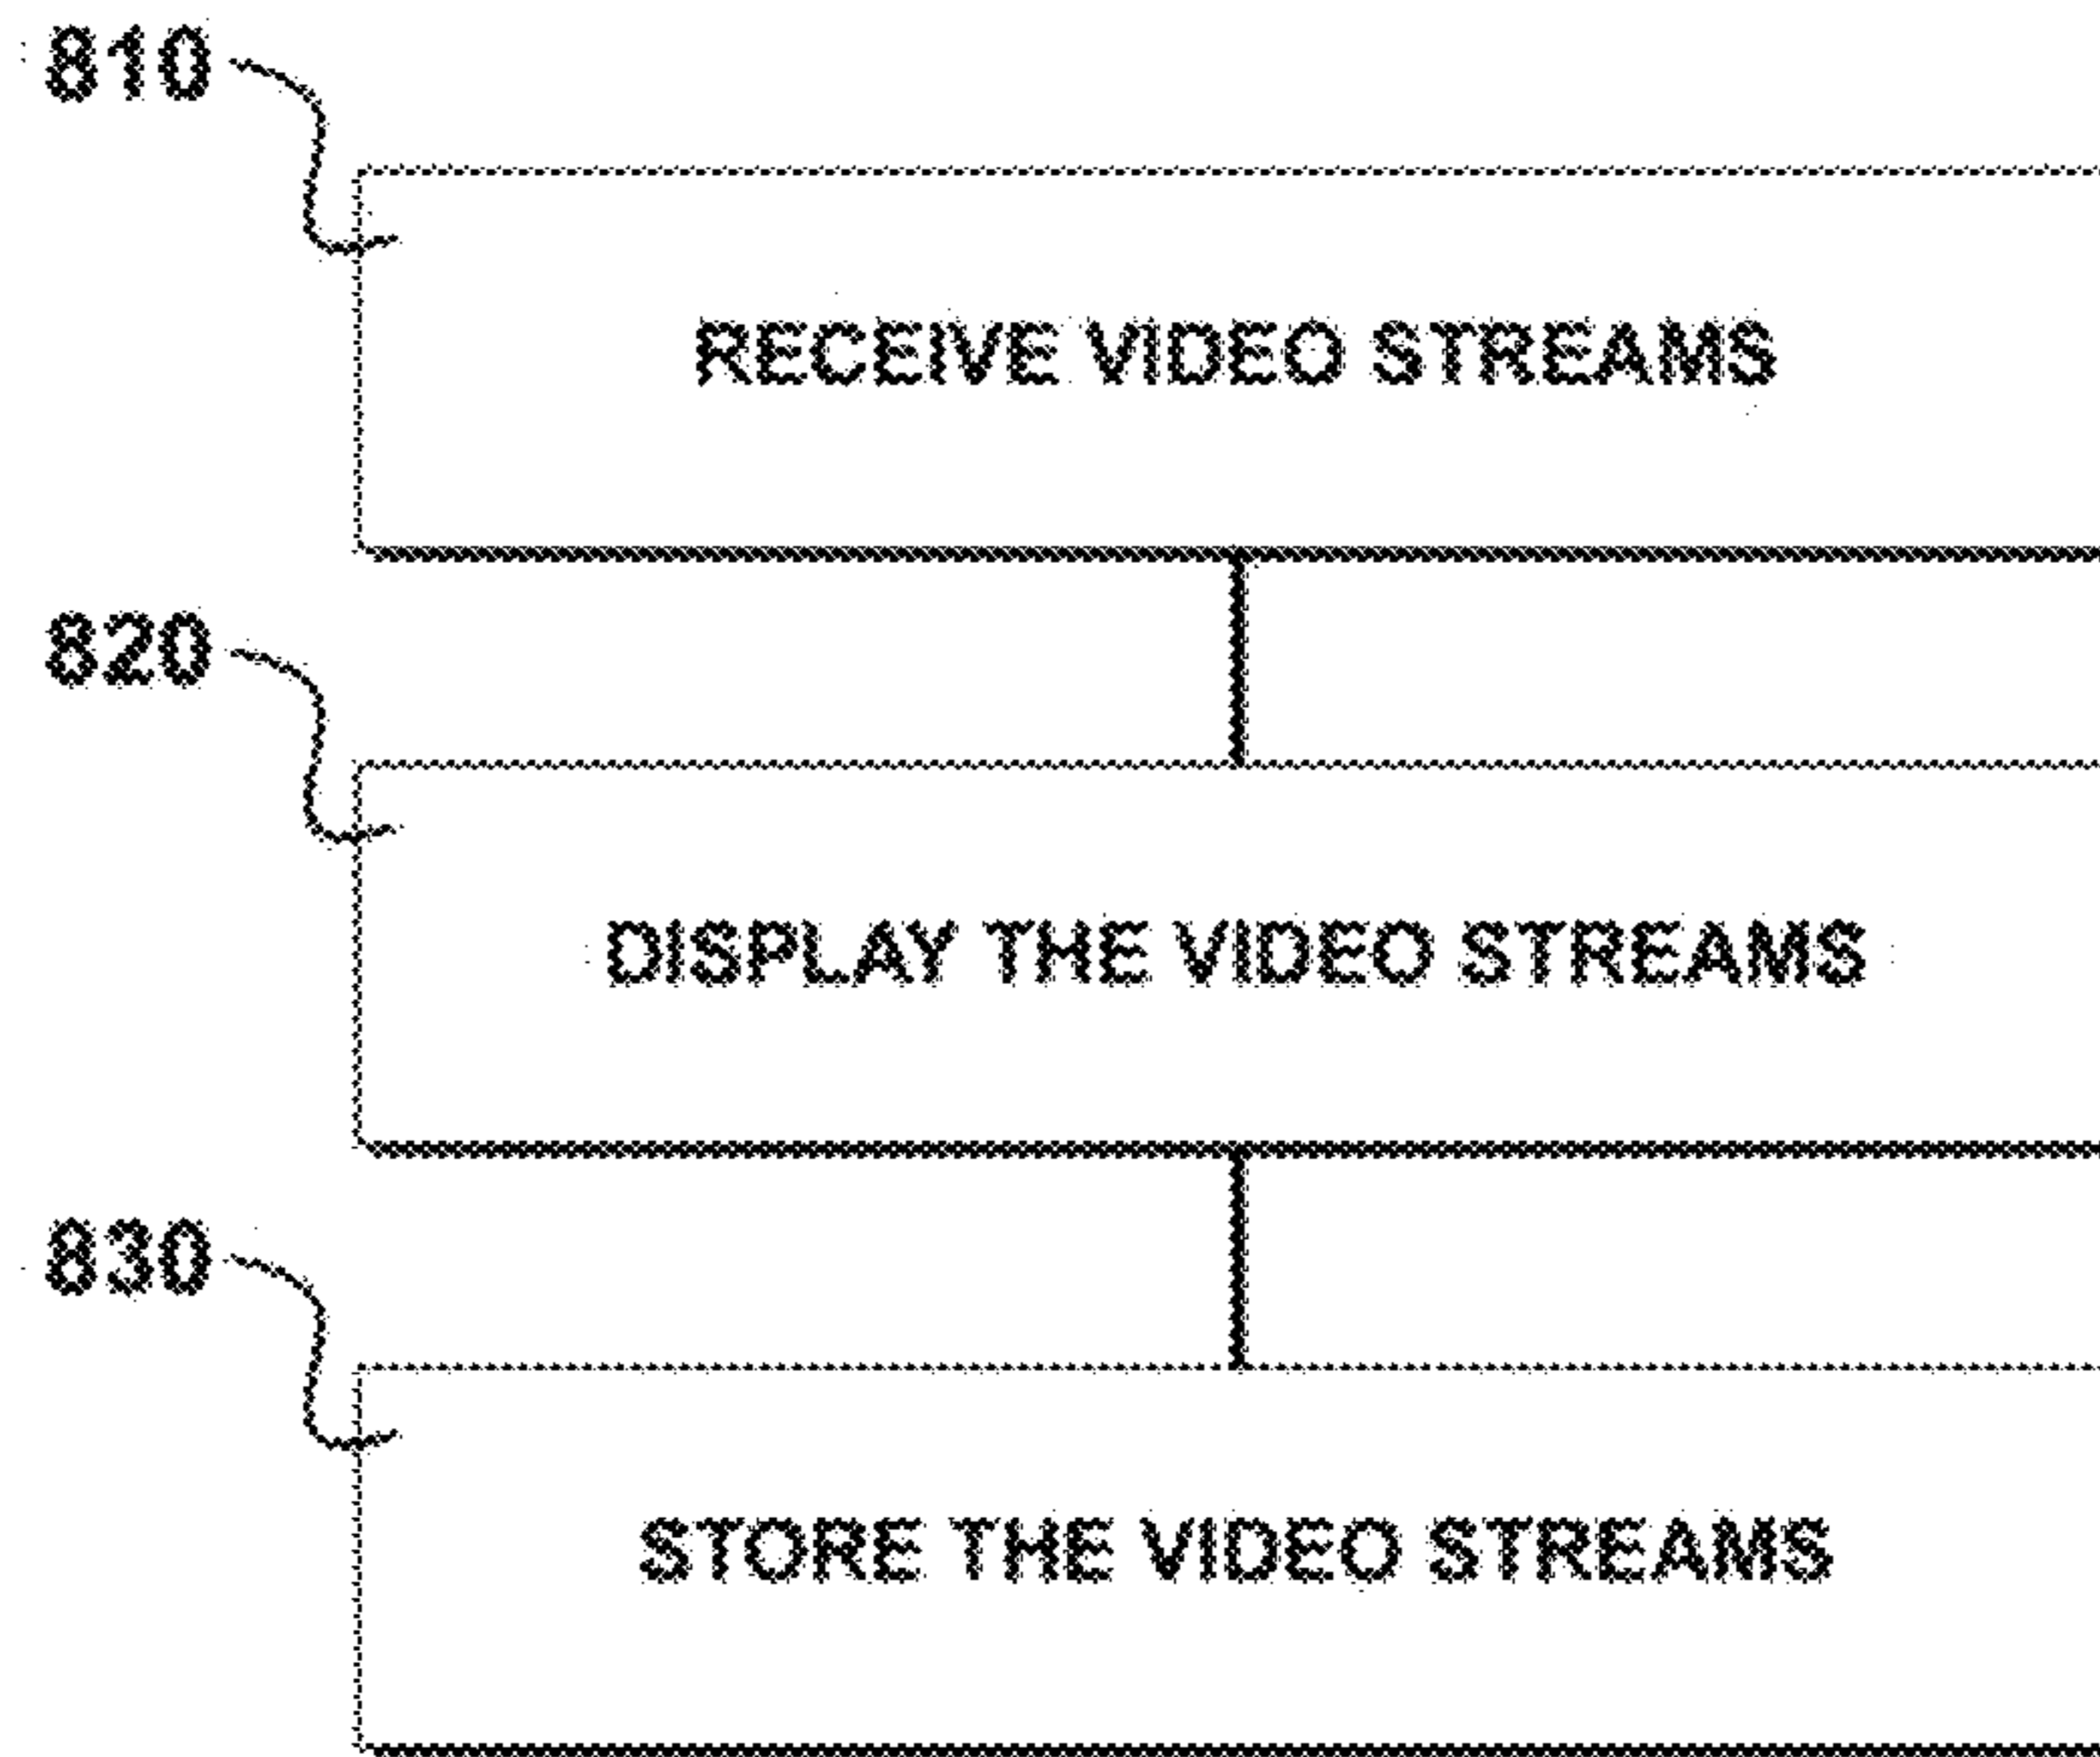 810
RECEIVE VIDEO STREAMS
820
DISPLAY THE VIDEO STREAMS
830
STORE THE VIDEO STREAMS